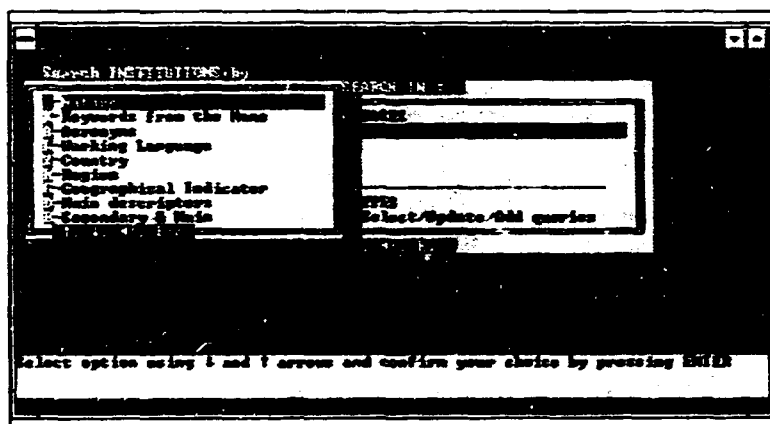 Search INSTITUTIONS by
SEARCH IN :
Keywords from the Name
Acronyms
Working Language
Country
Region
Geographical Indicator
Main descriptors
Secondary & Main
Select/Update/Add queries
Select option using ↓ and ↑ arrows and confirm your choice by pressing ENTER